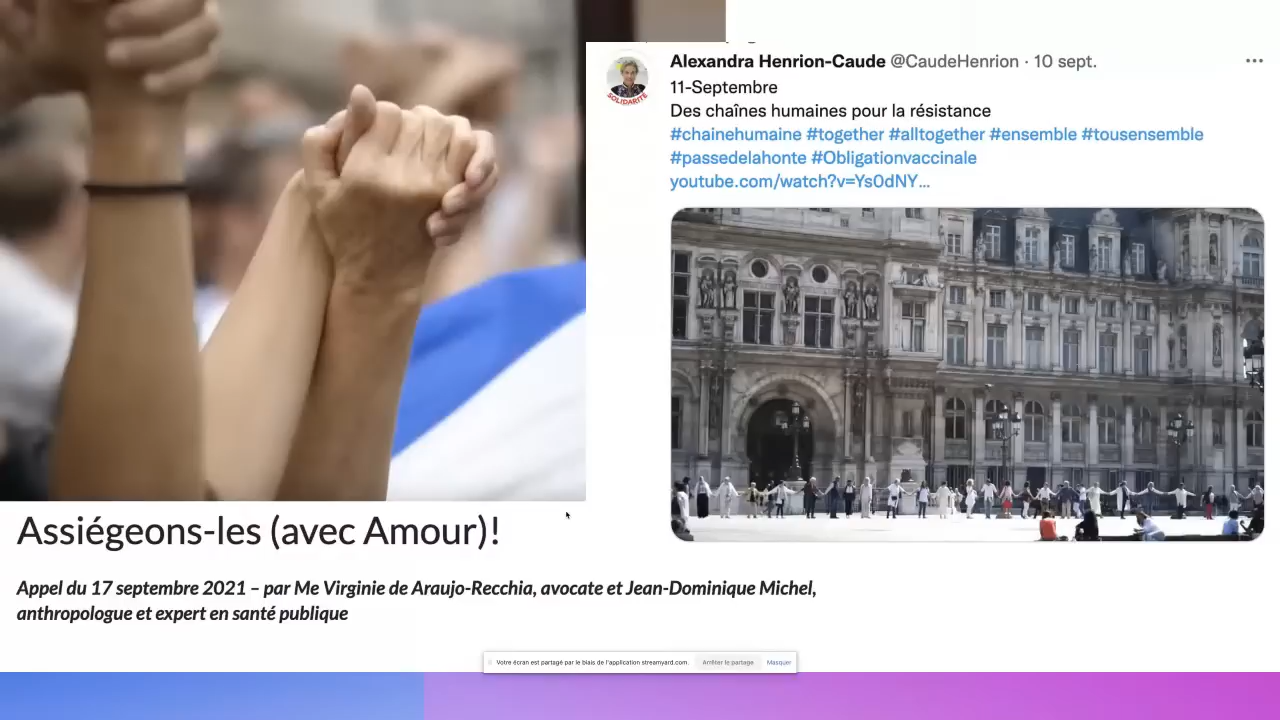 Alexandra Henrion-Caude @CaudeHenrion · 10 sept.
11-Septembre
Des chaînes humaines pour la résistance
#chainehumaine #together #alltogether #ensemble #tousensemble
#passedelahonte #Obligationvaccinale
youtube.com/watch?v=Ys0dNY...
SOLIDARITÉ
Assiégeons-les (avec Amour)!
Appel du 17 septembre 2021 – par Me Virginie de Araujo-Recchia, avocate et Jean-Dominique Michel,
anthropologue et expert en santé publique
Votre écran est partagé par le biais de l'application streamyard.com. Arrêter le partage Masquer